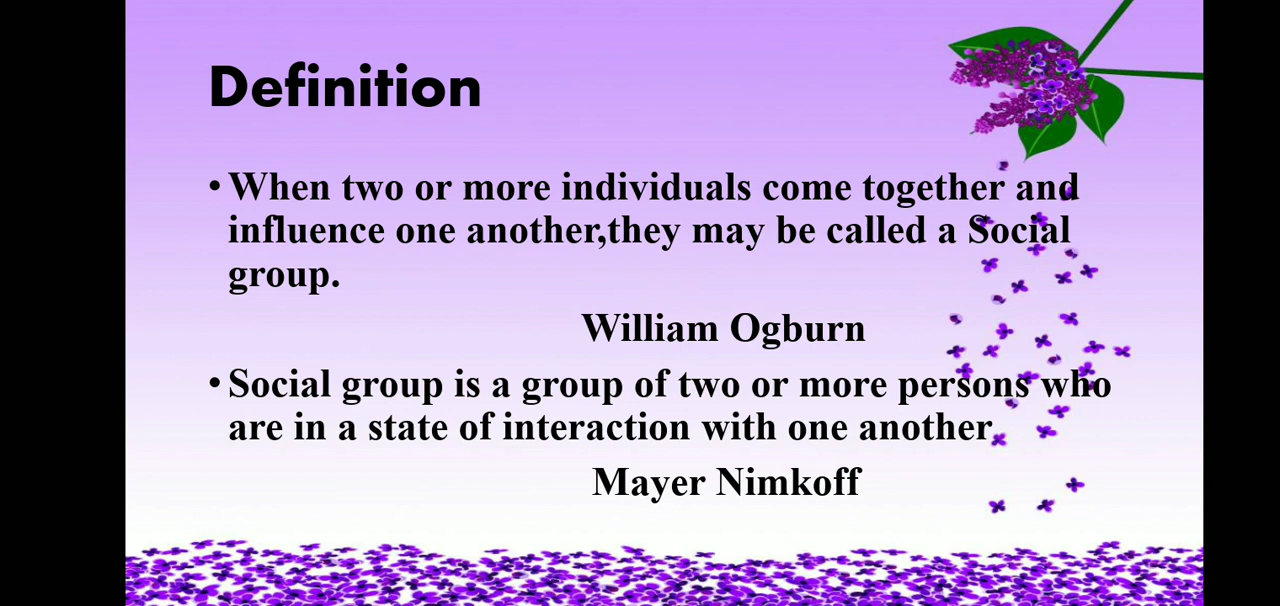 Definition
• When two or more individuals come together and
influence one another,they may be called a Social
group.
William Ogburn
• Social group is a group of two or more persons who
are in a state of interaction with one another
Mayer Nimkoff